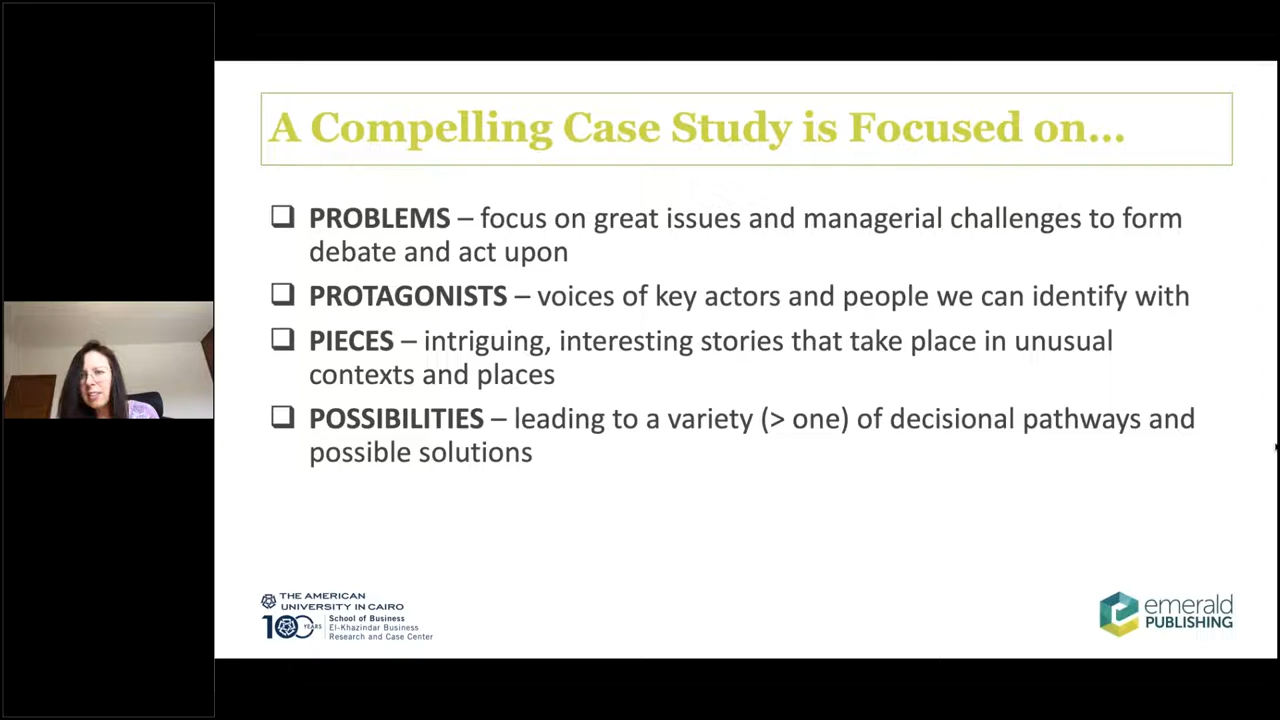 A Compelling Case Study is Focused on...
❑ PROBLEMS – focus on great issues and managerial challenges to form
debate and act upon
❑ PROTAGONISTS – voices of key actors and people we can identify with
❑ PIECES – intriguing, interesting stories that take place in unusual
contexts and places
❑ POSSIBILITIES – leading to a variety (> one) of decisional pathways and
possible solutions
THE AMERICAN
UNIVERSITY IN CAIRO
100 YEARS
School of Business
El-Khazindar Business
Research and Case Center
emerald
PUBLISHING